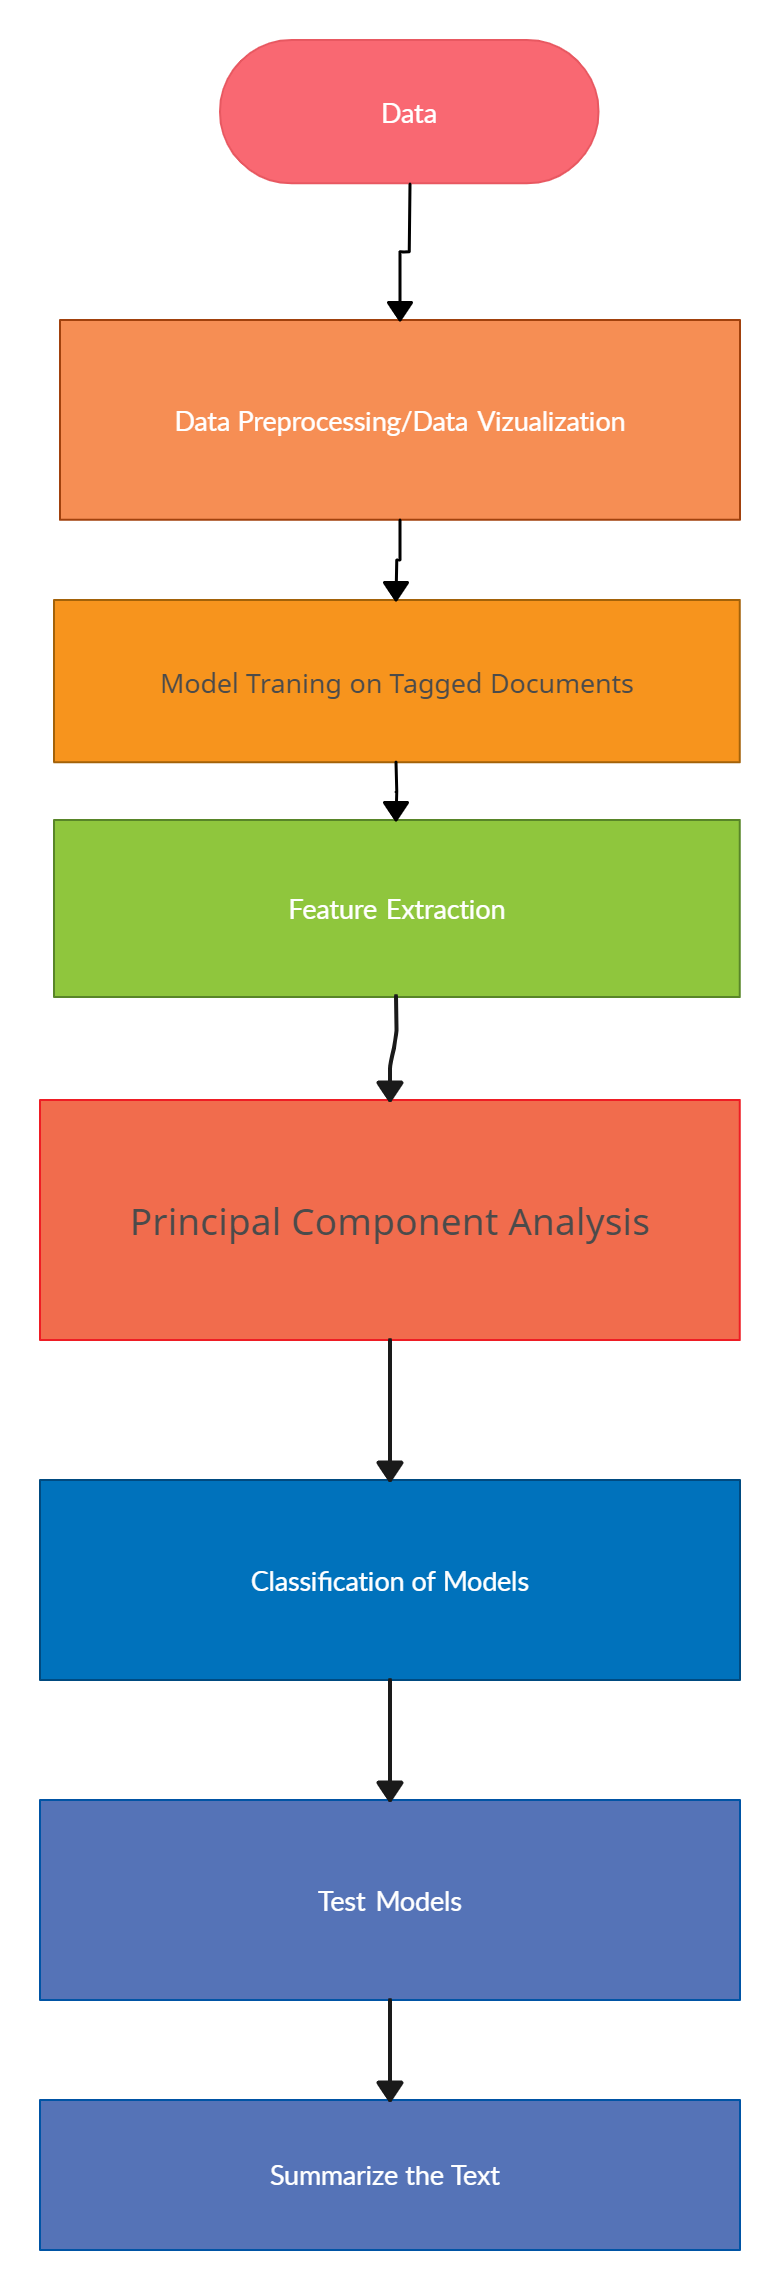 Data
Data Preprocessing/Data Vizualization
Model Traning on Tagged Documents
Feature Extraction
Principal Component Analysis
Classification of Models
Test Models
Summarize the Text